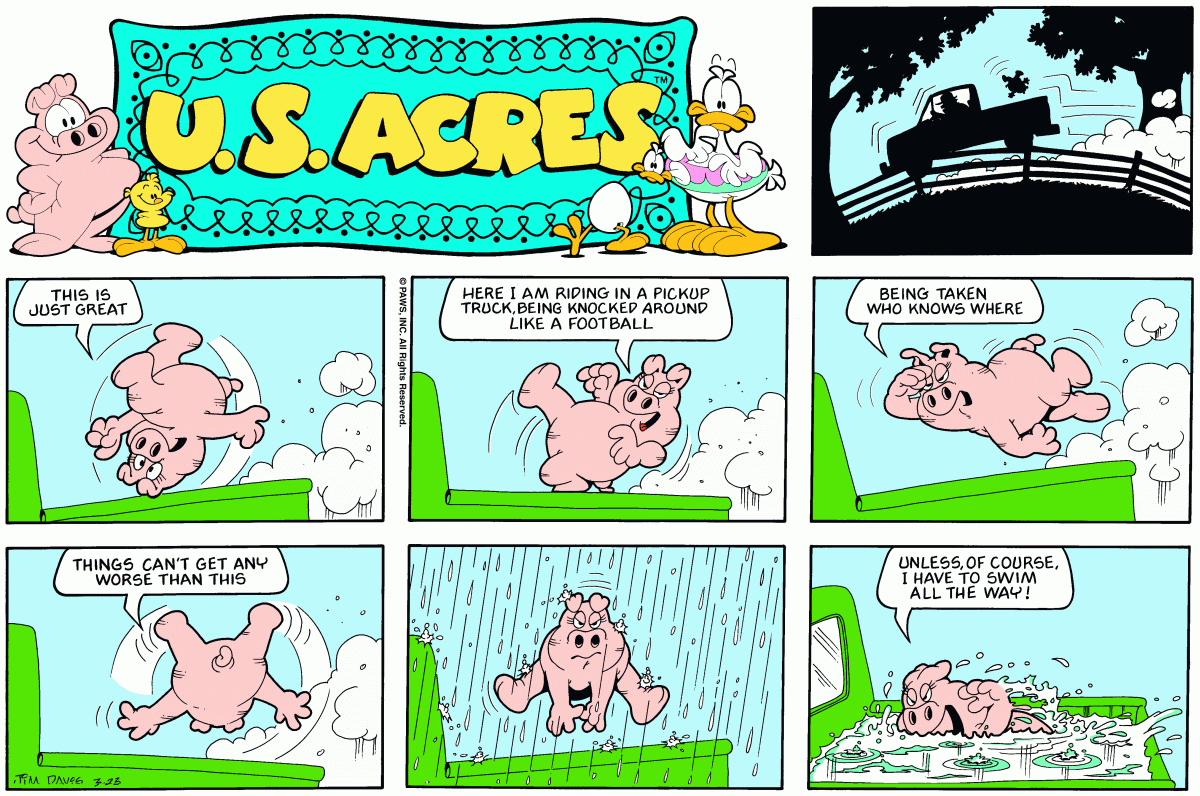 U.S. ACRES
TM
THIS IS
JUST GREAT
© PAWS, INC. All Rights Reserved.
HERE I AM RIDING IN A PICKUP
TRUCK, BEING KNOCKED AROUND
LIKE A FOOTBALL
BEING TAKEN
WHO KNOWS WHERE
THINGS CAN'T GET ANY
WORSE THAN THIS
JIM DAVIS 3-23
UNLESS, OF COURSE,
I HAVE TO SWIM
ALL THE WAY!